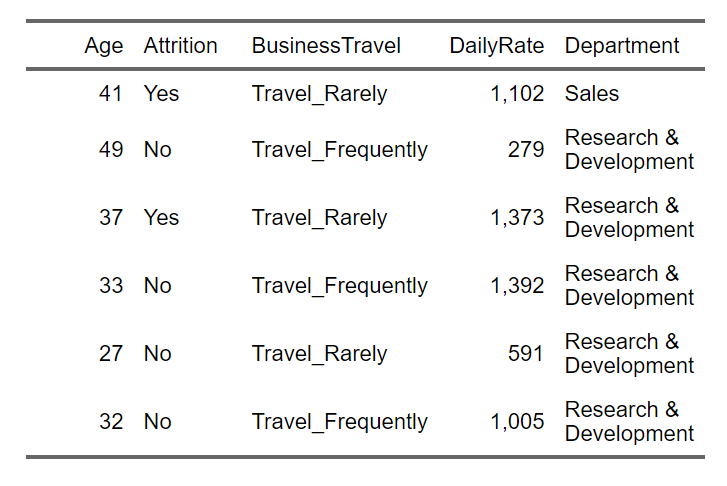 Age Attrition BusinessTravel DailyRate Department
41 Yes Travel_Rarely 1,102 Sales
49 No Travel_Frequently 279 Research &
Development
37 Yes Travel_Rarely 1,373 Research &
Development
33 No Travel_Frequently 1,392 Research &
Development
27 No Travel_Rarely 591 Research &
Development
32 No Travel_Frequently 1,005 Research &
Development